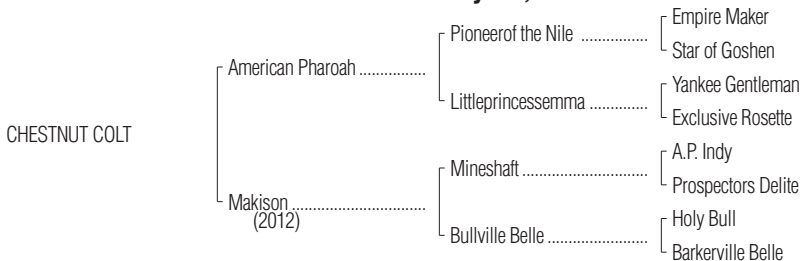 Empire Maker
Pioneerof the Nile ................
Star of Goshen
American Pharoah ................
Yankee Gentleman
Littleprincessemma ..............
Exclusive Rosette
CHESTNUT COLT
A.P. Indy
Mineshaft ..............................
Prospectors Delite
Makison ................................
(2012)
Holy Bull
Bullville Belle ........................
Barkerville Belle